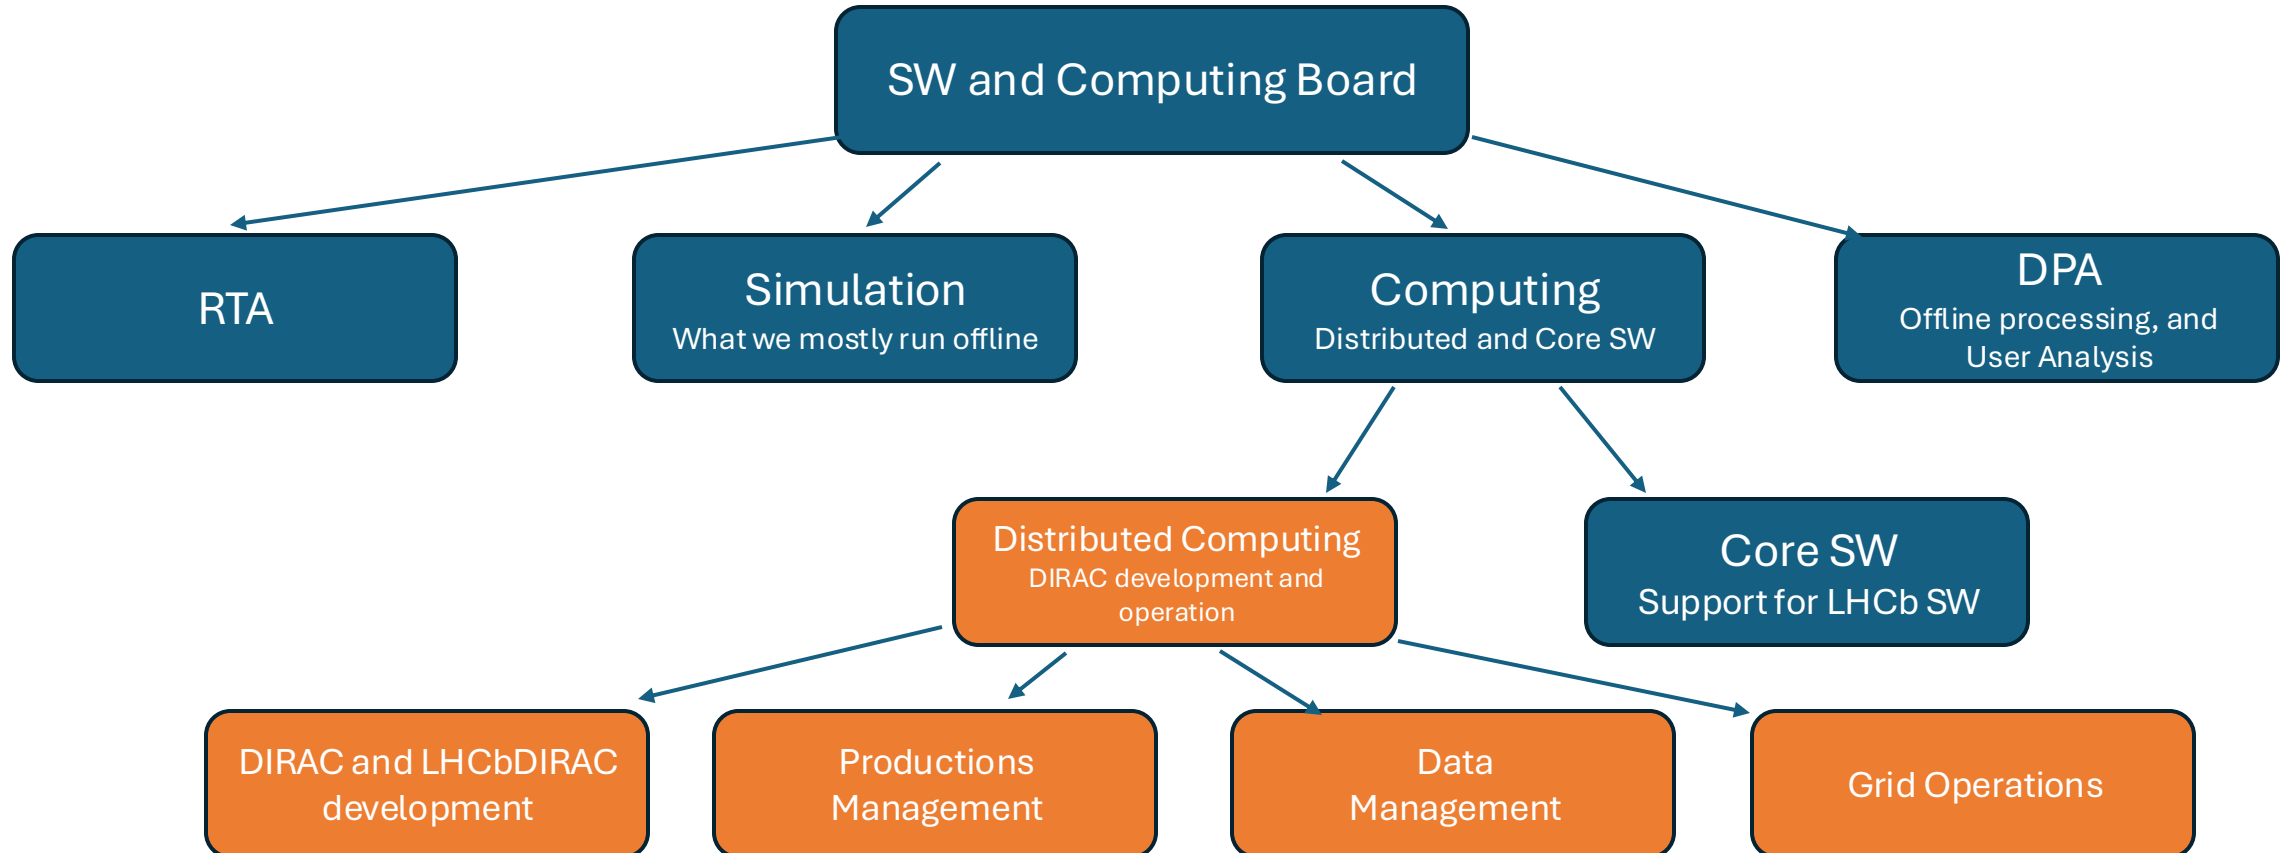 SW and Computing Board
RTA
Simulation
What we mostly run offline
Computing
Distributed and Core SW
DPA
Offline processing, and
User Analysis
Distributed Computing
DIRAC development and
operation
Core SW
Support for LHCb SW
DIRAC and LHCbDIRAC
development
Productions
Management
Data
Management
Grid Operations